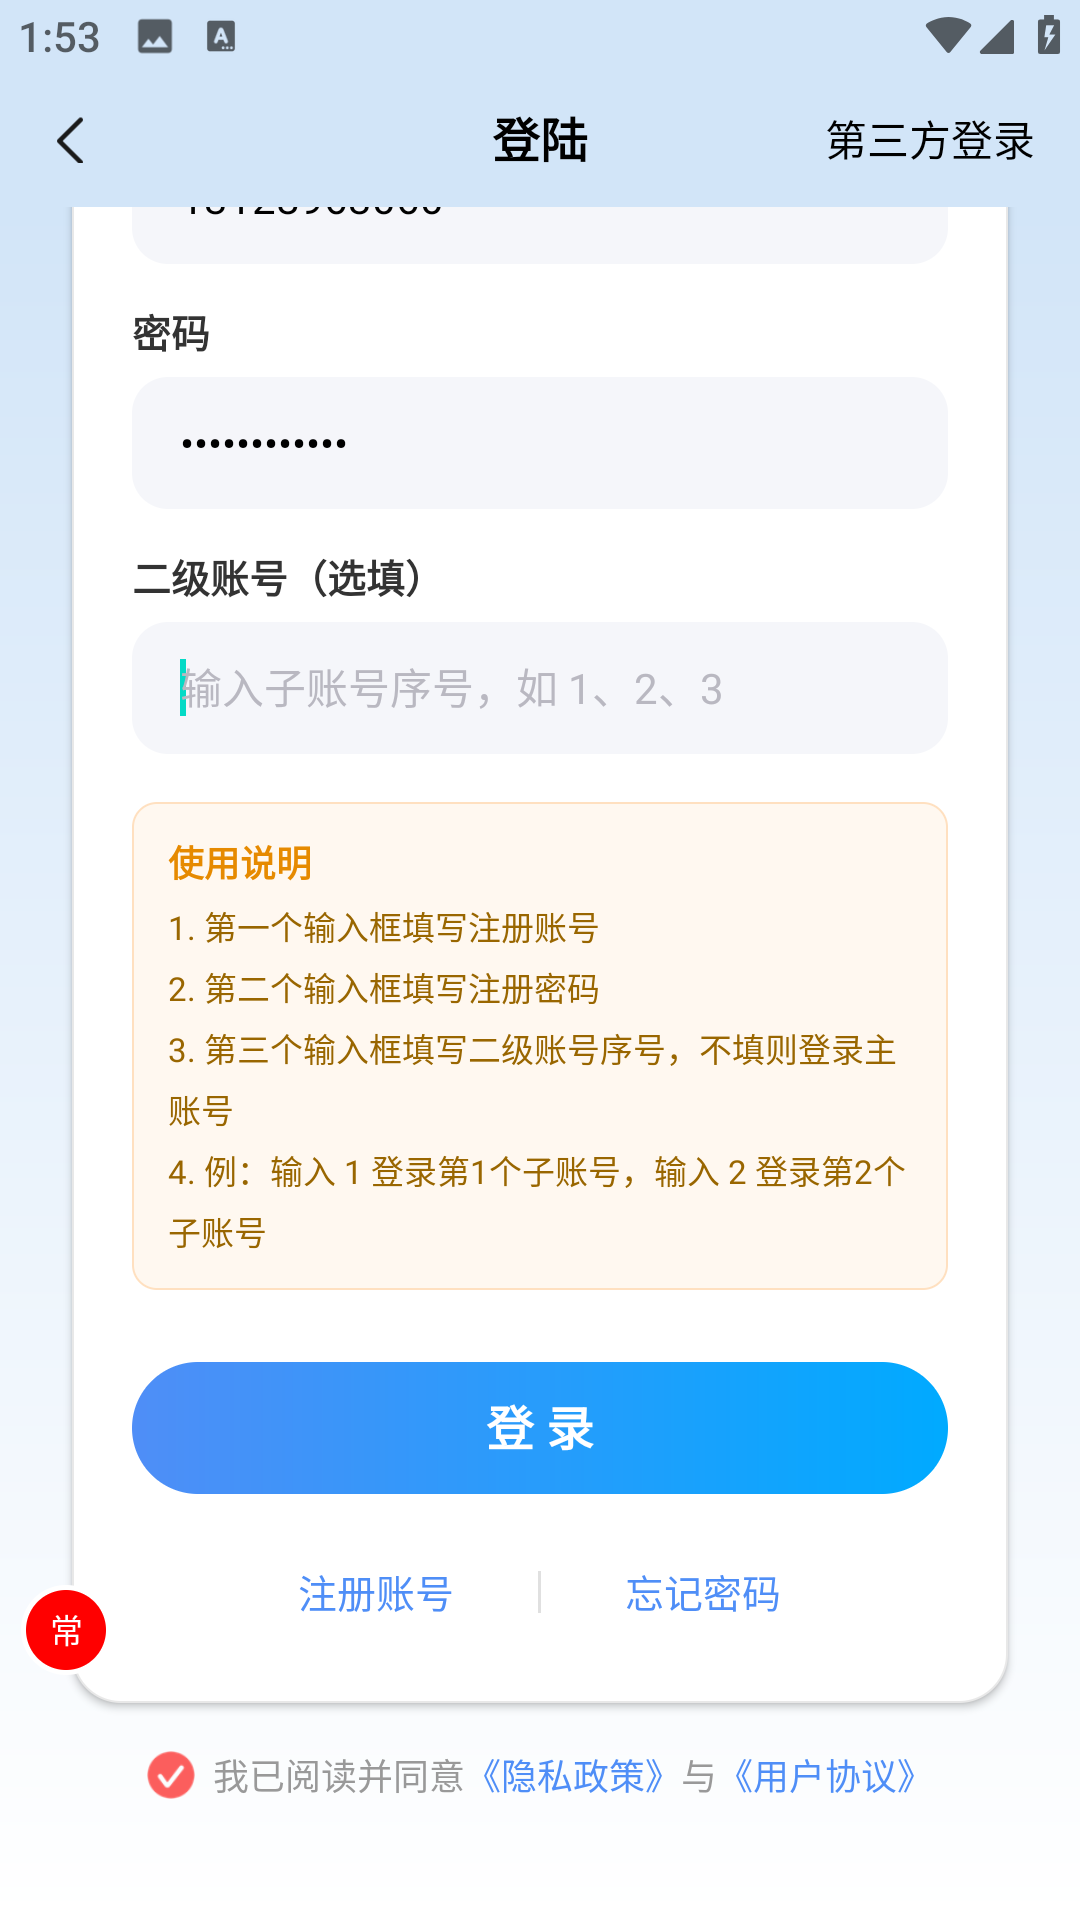 1:53
登陆
第三方登录
密码
••••••••••••
二级账号（选填）
输入子账号序号，如 1、2、3
使用说明
1. 第一个输入框填写注册账号
2. 第二个输入框填写注册密码
3. 第三个输入框填写二级账号序号，不填则登录主
账号
4. 例：输入 1 登录第1个子账号，输入 2 登录第2个
子账号
登 录
注册账号
忘记密码
常
我已阅读并同意《隐私政策》与《用户协议》